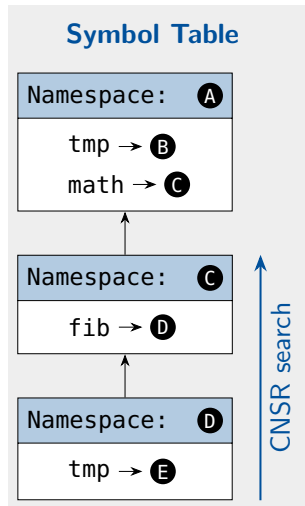 Symbol Table
Namespace: A
tmp → B
math → C
Namespace: C
fib → D
Namespace: D
tmp → E
CNSR search